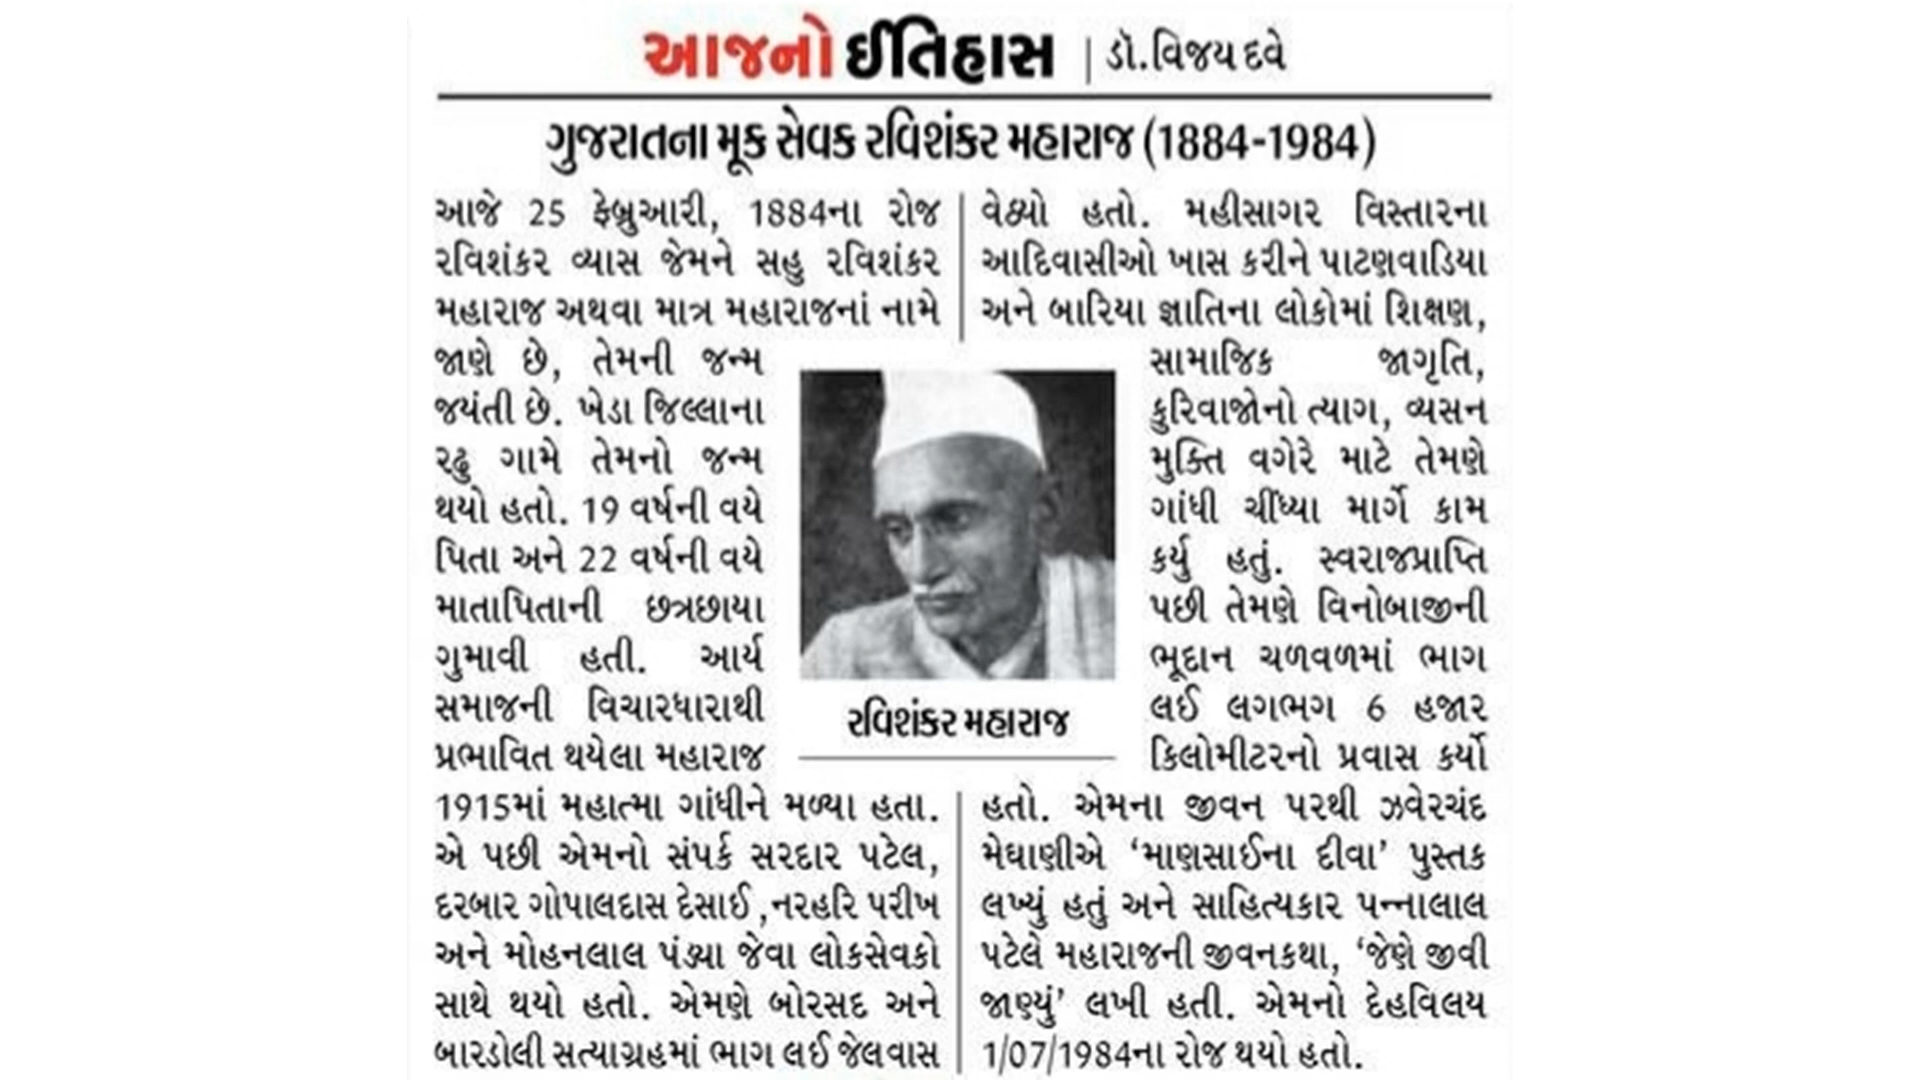 આજનો ઈતિહાસ | ડૉ.વિજય દવે
ગુજરાતના મૂક સેવક રવિશંકર મહારાજ (1884-1984)
આજે 25 ફેબ્રુઆરી, 1884ના રોજ
રવિશંકર વ્યાસ જેમને સહુ રવિશંકર
મહારાજ અથવા માત્ર મહારાજનાં નામે
જાણે છે, તેમની જન્મ
જયંતી છે. ખેડા જિલ્લાના
રઢુ ગામે તેમનો જન્મ
થયો હતો. 19 વર્ષની વયે
પિતા અને 22 વર્ષની વયે
માતાપિતાની છત્રછાયા
ગુમાવી હતી. આર્ય
સમાજની વિચારધારાથી
પ્રભાવિત થયેલા મહારાજ
1915માં મહાત્મા ગાંધીને મળ્યા હતા.
એ પછી એમનો સંપર્ક સરદાર પટેલ,
દરબાર ગોપાલદાસ દેસાઈ ,નરહરિ પરીખ
અને મોહનલાલ પંડ્યા જેવા લોકસેવકો
સાથે થયો હતો. એમણે બોરસદ અને
બારડોલી સત્યાગ્રહમાં ભાગ લઈ જેલવાસ
રવિશંકર મહારાજ
વેઠ્યો હતો. મહીસાગર વિસ્તારના
આદિવાસીઓ ખાસ કરીને પાટણવાડિયા
અને બારિયા જ્ઞાતિના લોકોમાં શિક્ષણ,
સામાજિક જાગૃતિ,
કુરિવાજોનો ત્યાગ, વ્યસન
મુક્તિ વગેરે માટે તેમણે
ગાંધી ચીંધ્યા માર્ગે કામ
કર્યુ હતું. સ્વરાજપ્રાપ્તિ
પછી તેમણે વિનોબાજીની
ભૂદાન ચળવળમાં ભાગ
લઈ લગભગ 6 હજાર
કિલોમીટરનો પ્રવાસ કર્યો
હતો. એમના જીવન પરથી ઝવેરચંદ
મેઘાણીએ ‘માણસાઈના દીવા’ પુસ્તક
લખ્યું હતું અને સાહિત્યકાર પન્નાલાલ
પટેલે મહારાજની જીવનકથા, ‘જેણે જીવી
જાણ્યું’ લખી હતી. એમનો દેહવિલય
1/07/1984ના રોજ થયો હતો.